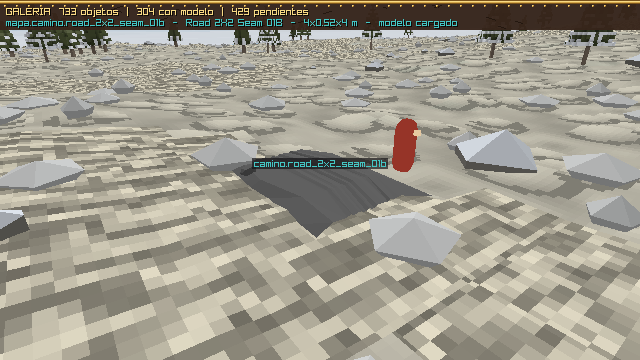 GALERIA 733 objetos | 304 con modelo | 429 pendientes
mapa.camino.road_2x2_seam_01b - Road 2X2 Seam 01B - 4x0.52x4 m - modelo cargado
camino.road_2x2_seam_01b